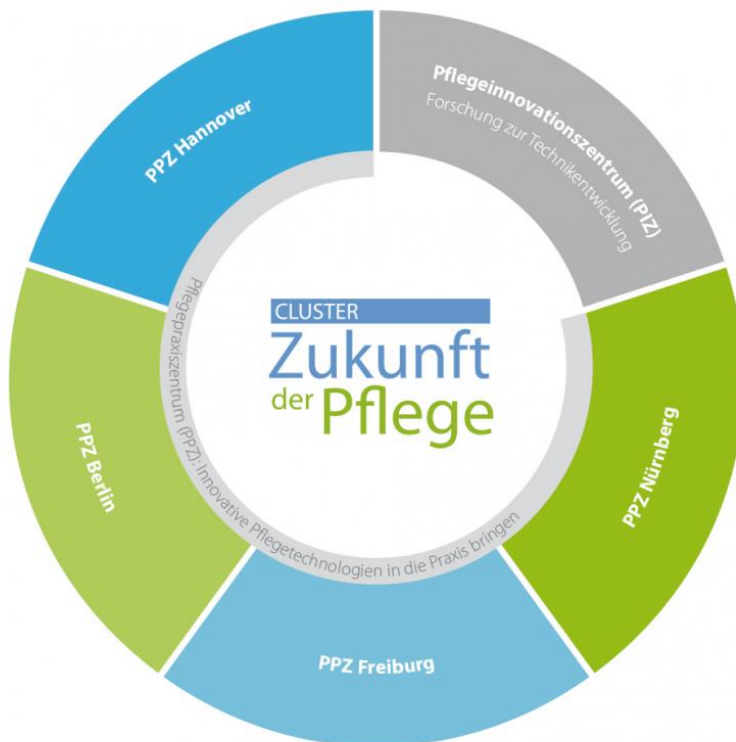 CLUSTER
Zukunft
der Pflege
Pflegeinnovationszentrum (PIZ)
Forschung zur Technikentwicklung
PPZ Nürnberg
PPZ Freiburg
PPZ Berlin
PPZ Hannover
Pflegepraxiszentrum (PPZ): Innovative Pflegetechnologien in die Praxis bringen